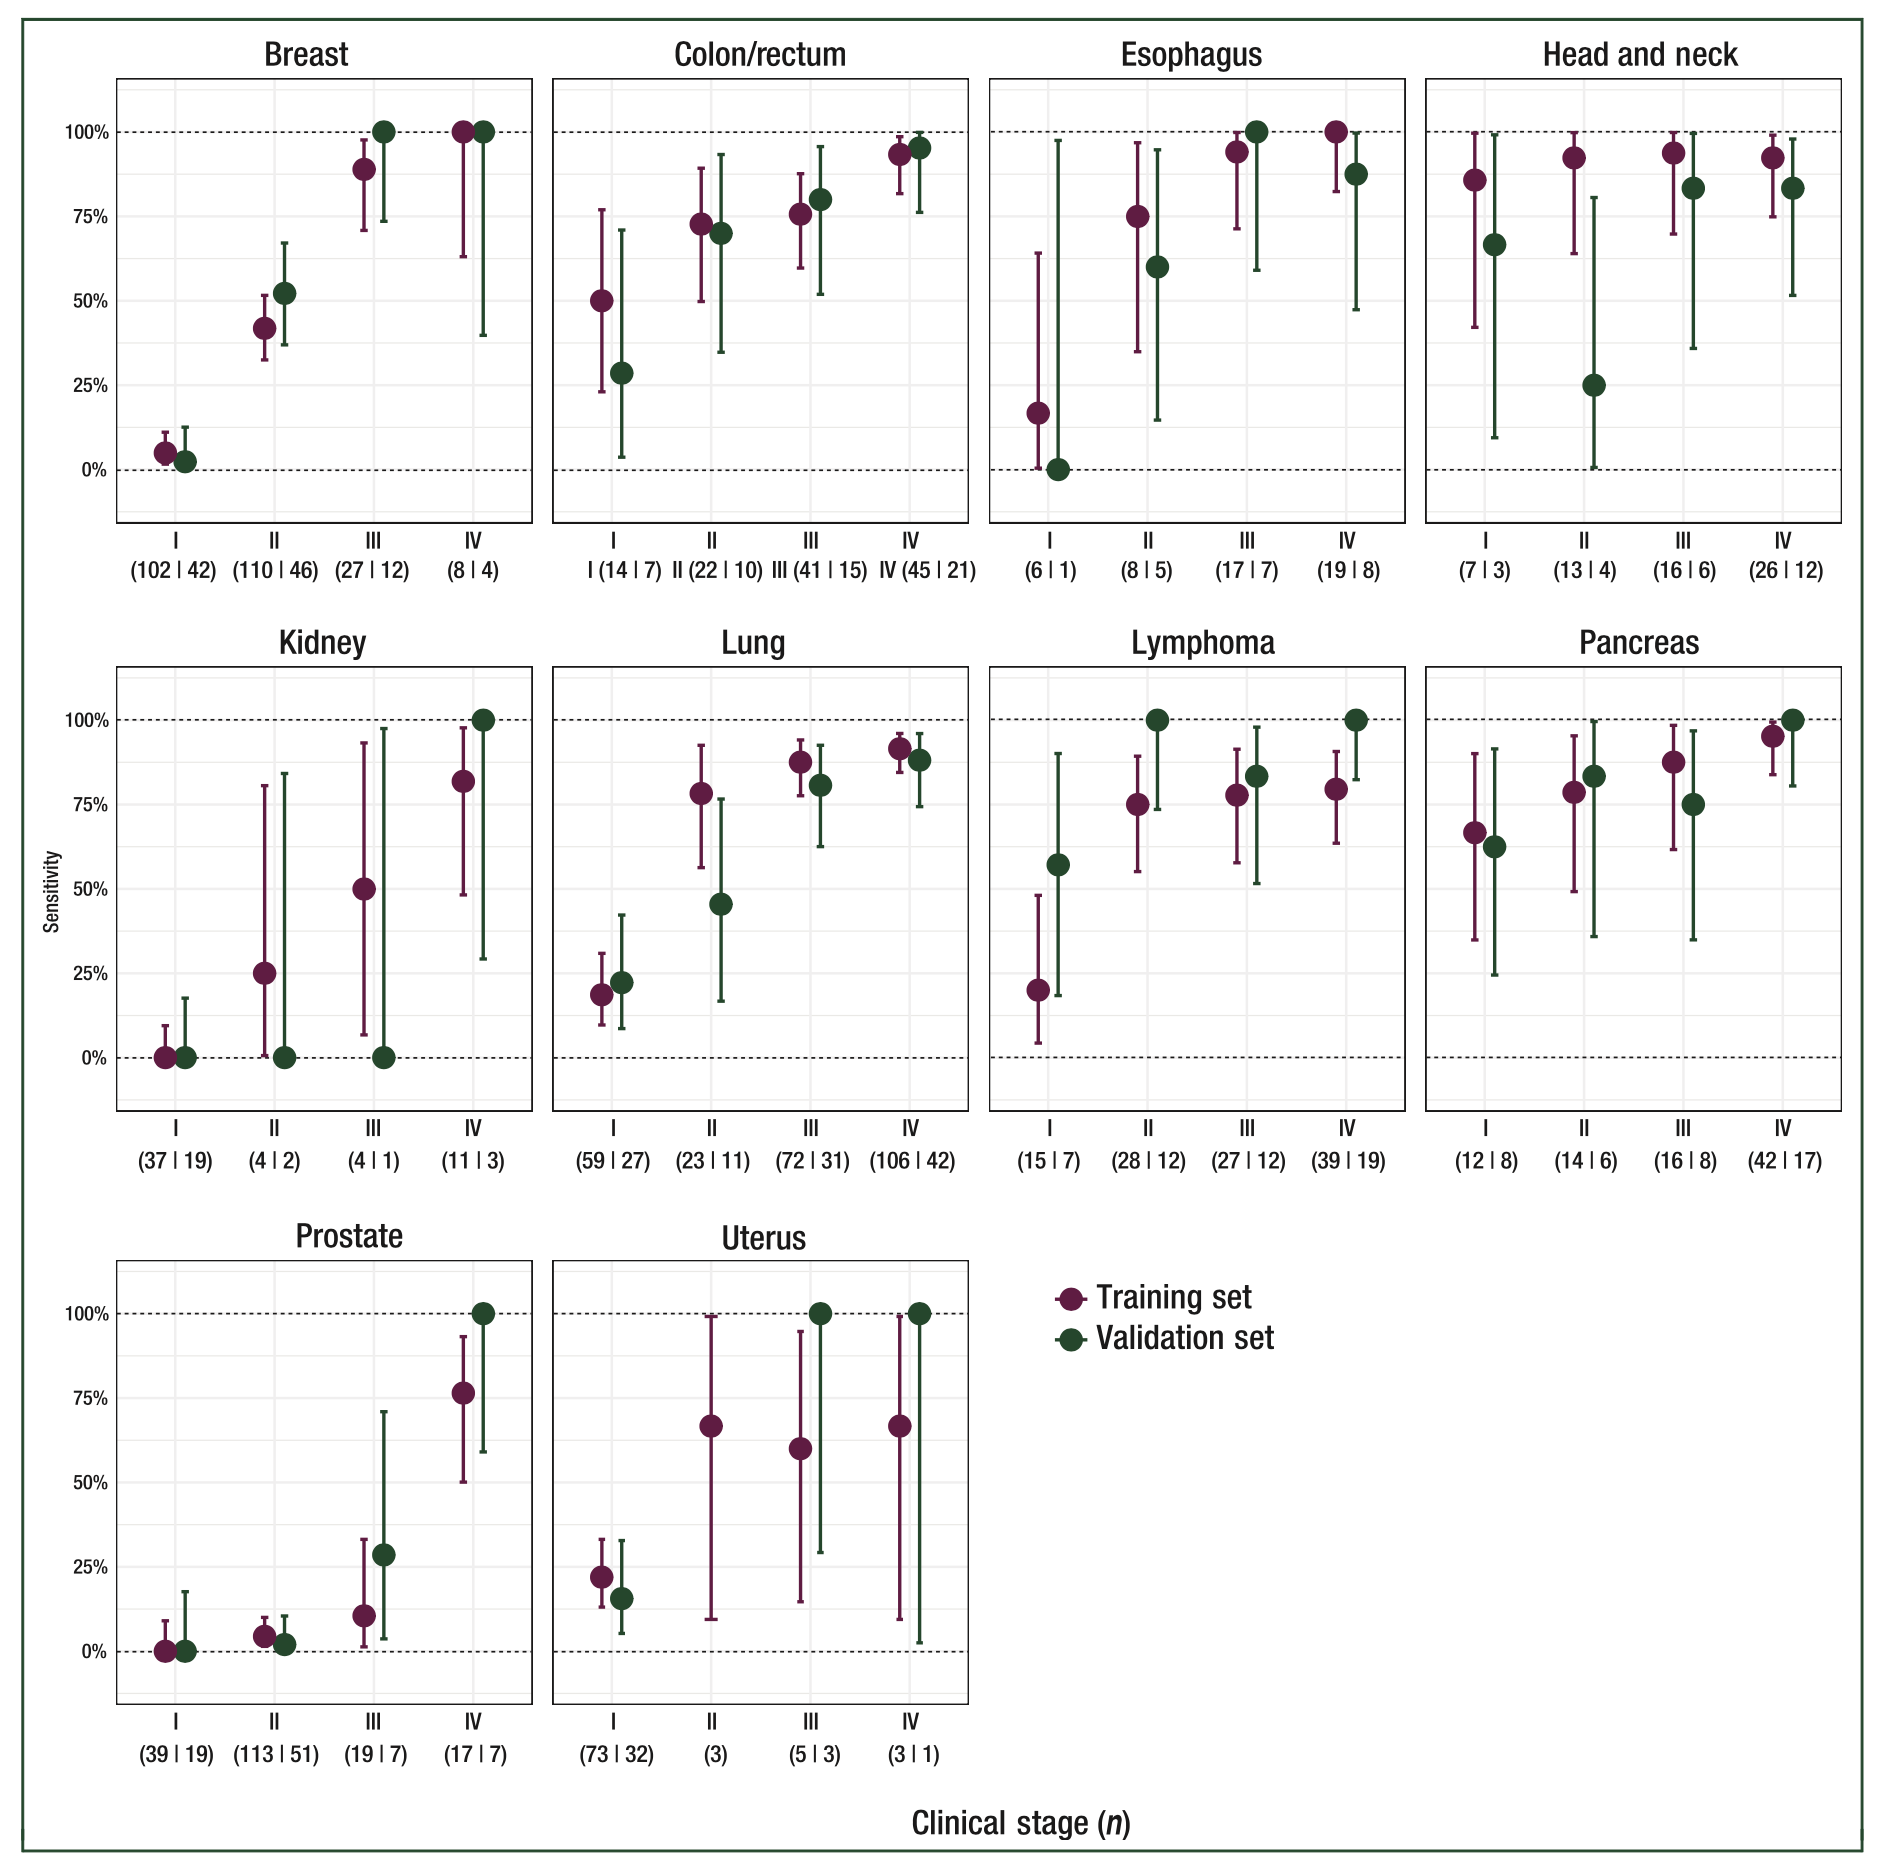 Breast Colon/rectum Esophagus Head and neck
100%
75%
50%
25%
0%
I II III IV I II III IV I II III IV I II III IV
(102 | 42) (110 | 46) (27 | 12) (8 | 4) I (14 | 7) II (22 | 10) III (41 | 15) IV (45 | 21) (6 | 1) (8 | 5) (17 | 7) (19 | 8) (7 | 3) (13 | 4) (16 | 6) (26 | 12)
Kidney Lung Lymphoma Pancreas
Sensitivity
100%
75%
50%
25%
0%
I II III IV I II III IV I II III IV I II III IV
(37 | 19) (4 | 2) (4 | 1) (11 | 3) (59 | 27) (23 | 11) (72 | 31) (106 | 42) (15 | 7) (28 | 12) (27 | 12) (39 | 19) (12 | 8) (14 | 6) (16 | 8) (42 | 17)
Prostate Uterus
100%
75%
50%
25%
0%
Training set
Validation set
I II III IV I II III IV
(39 | 19) (113 | 51) (19 | 7) (17 | 7) (73 | 32) (3) (5 | 3) (3 | 1)
Clinical stage (n)